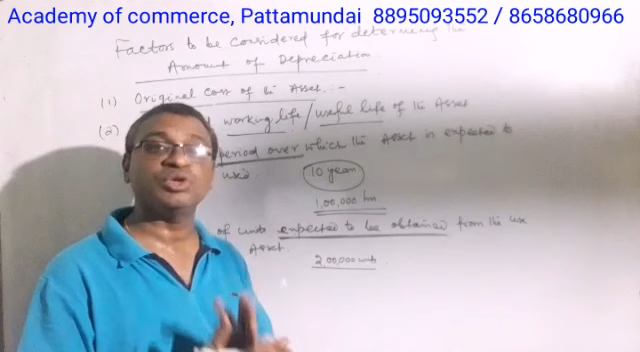 Academy of commerce, Pattamundai 8895093552 / 8658680966
Factors to be considered for determining the
Amount of Depreciation
(1) Original Cost of the Asset :-
(2) working life / useful life of the Asset
period over which the Asset is expected to
used 10 years
1,00,000 hrs
of units expected to be obtained from the use
Asset.
2,00,000 units